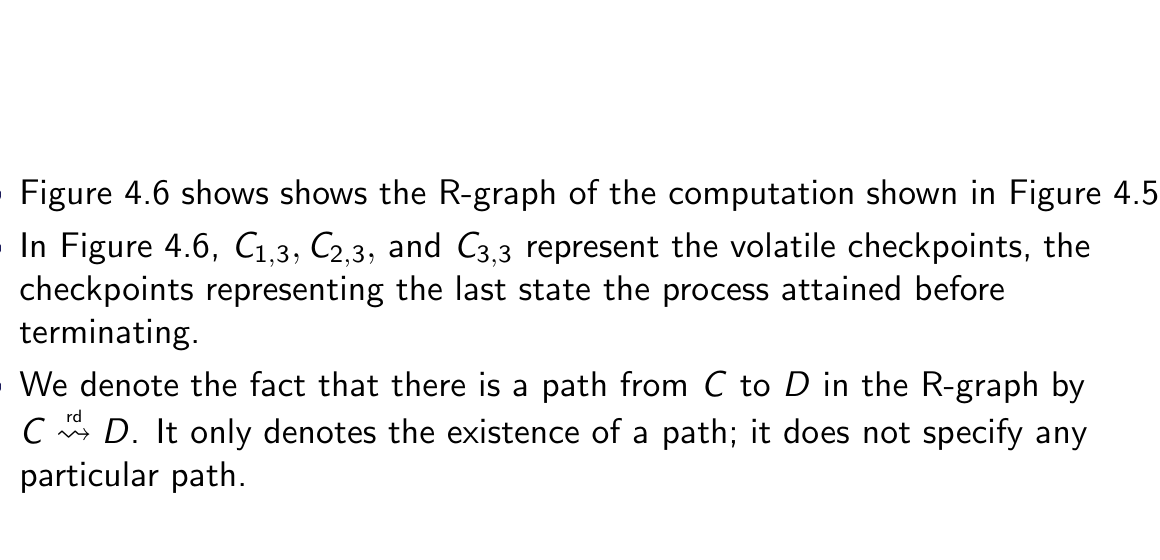 Figure 4.6 shows shows the R-graph of the computation shown in Figure 4.5
In Figure 4.6, C₁,₃, C₂,₃, and C₃,₃ represent the volatile checkpoints, the
checkpoints representing the last state the process attained before
terminating.
We denote the fact that there is a path from C to D in the R-graph by
C ⇝^rd D. It only denotes the existence of a path; it does not specify any
particular path.